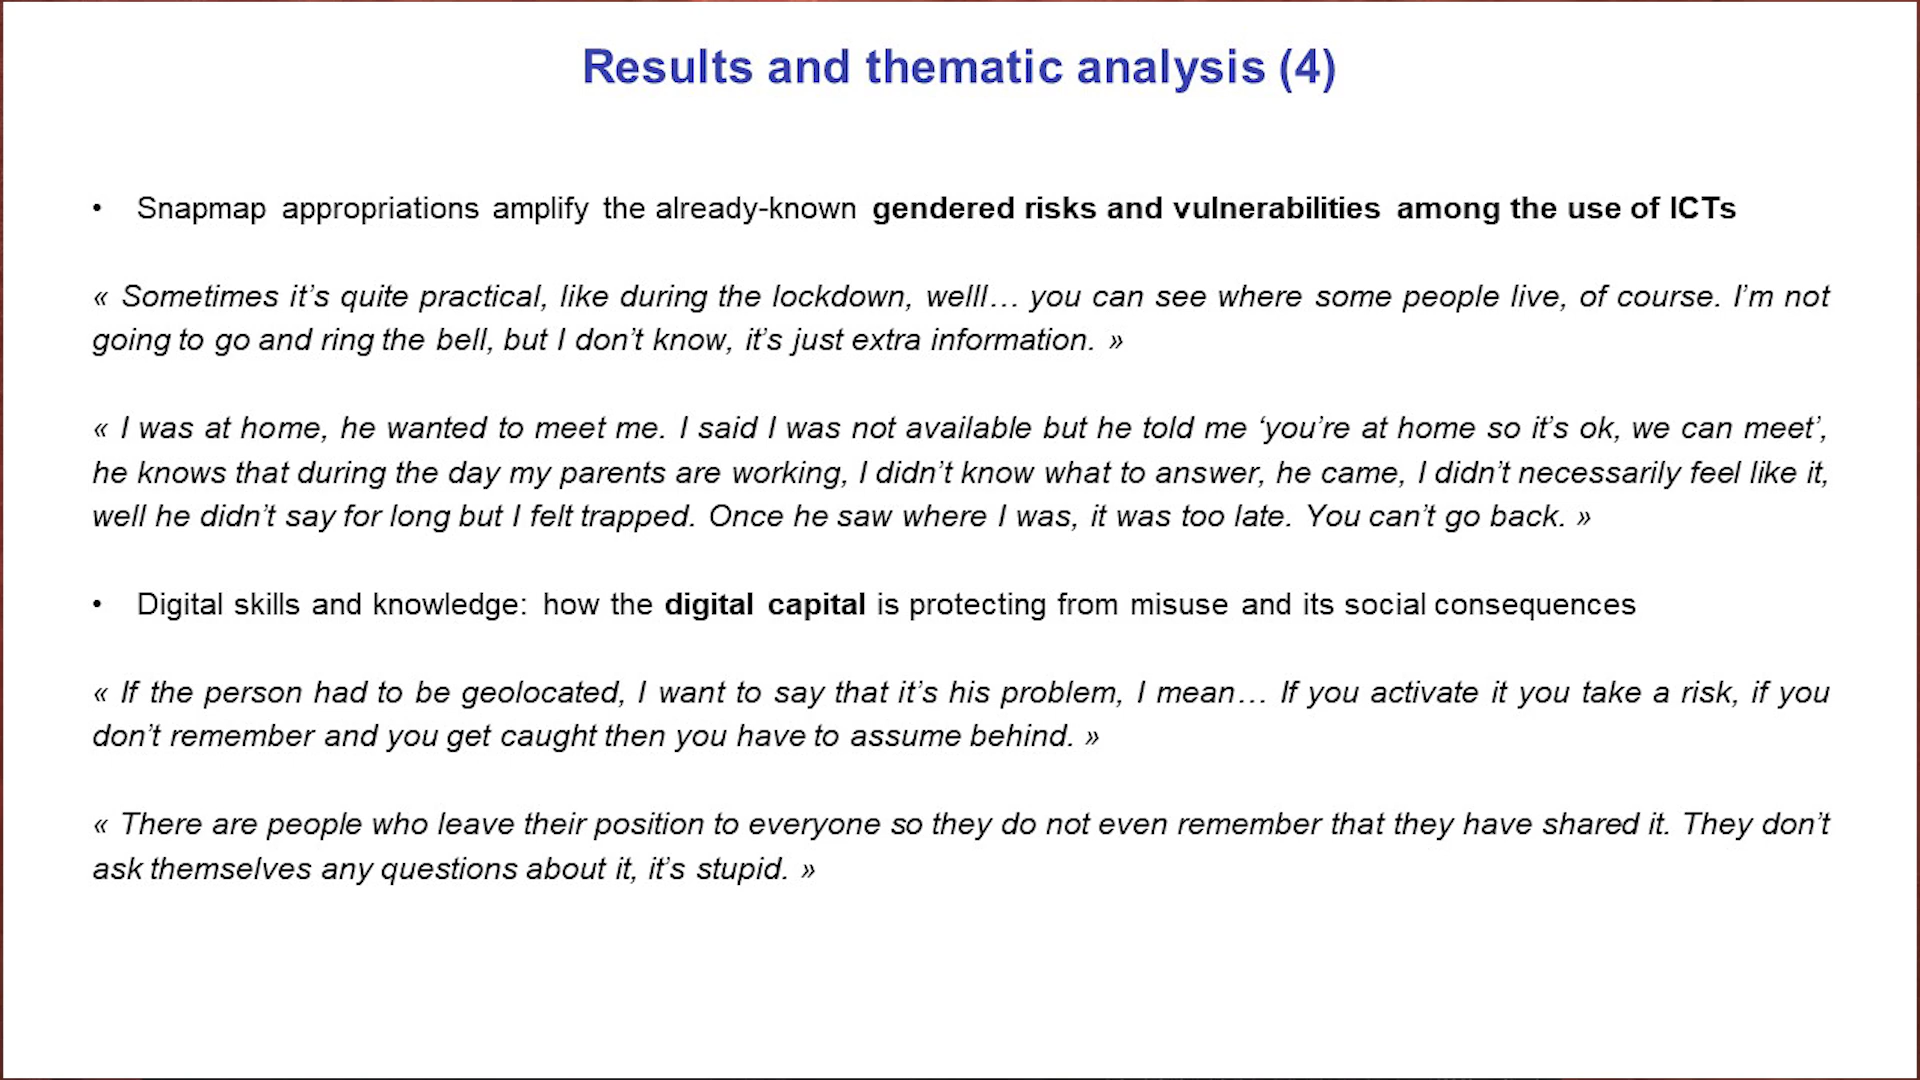 Results and thematic analysis (4)
• Snapmap appropriations amplify the already-known gendered risks and vulnerabilities among the use of ICTs
« Sometimes it's quite practical, like during the lockdown, welll… you can see where some people live, of course. I'm not
going to go and ring the bell, but I don't know, it's just extra information. »
« I was at home, he wanted to meet me. I said I was not available but he told me 'you're at home so it's ok, we can meet',
he knows that during the day my parents are working, I didn't know what to answer, he came, I didn't necessarily feel like it,
well he didn't say for long but I felt trapped. Once he saw where I was, it was too late. You can't go back. »
• Digital skills and knowledge: how the digital capital is protecting from misuse and its social consequences
« If the person had to be geolocated, I want to say that it's his problem, I mean… If you activate it you take a risk, if you
don't remember and you get caught then you have to assume behind. »
« There are people who leave their position to everyone so they do not even remember that they have shared it. They don't
ask themselves any questions about it, it's stupid. »